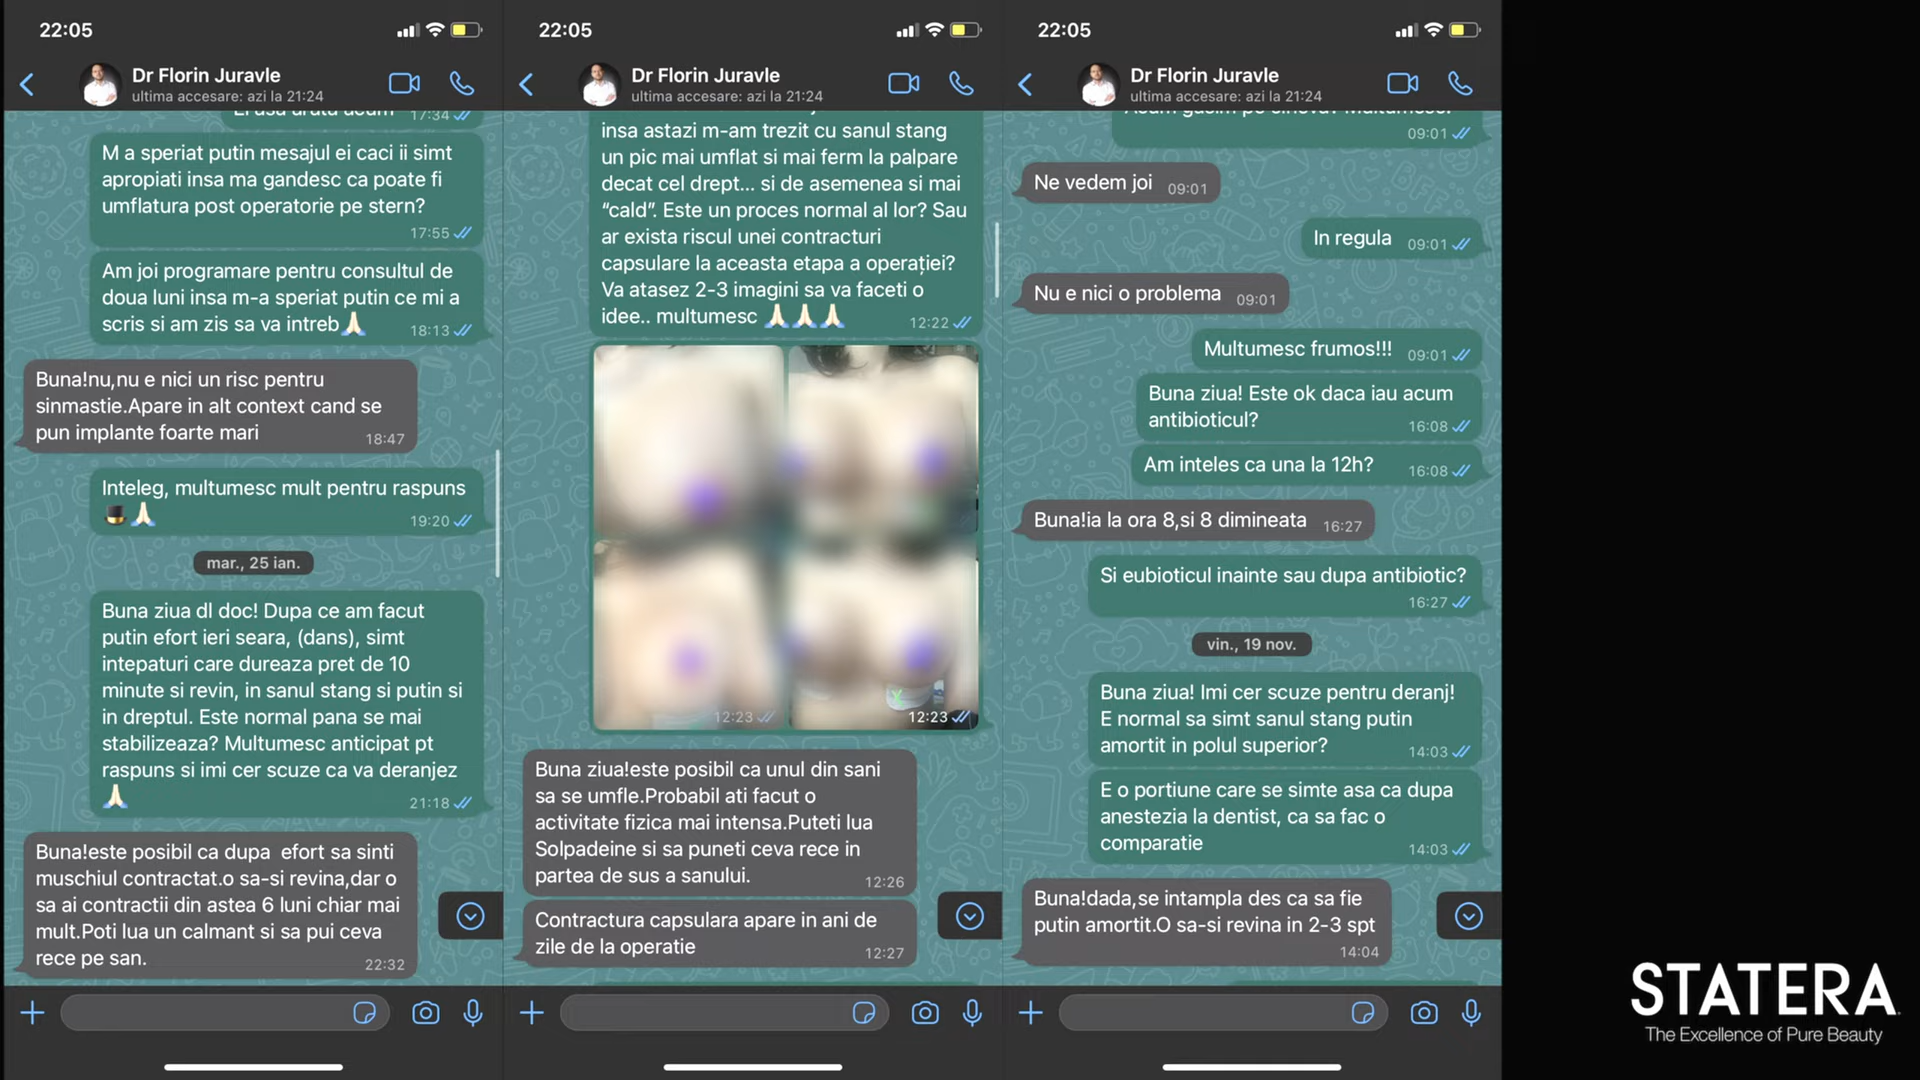 22:05
Dr Florin Juravle
ultima accesare: azi la 21:24
17:34
M a speriat putin mesajul ei caci ii simt
apropiati insa ma gandesc ca poate fi
umflatura post operatorie pe stern?
17:55
Am joi programare pentru consultul de
doua luni insa m-a speriat putin ce mi a
scris si am zis sa va intreb🙏🏻
18:13
Buna!nu,nu e nici un risc pentru
sinmastie.Apare in alt context cand se
pun implante foarte mari
18:47
Inteleg, multumesc mult pentru raspuns
🎩🙏🏻
19:20
mar., 25 ian.
Buna ziua dl doc! Dupa ce am facut
putin efort ieri seara, (dans), simt
intepaturi care dureaza pret de 10
minute si revin, in sanul stang si putin si
in dreptul. Este normal pana se mai
stabilizeaza? Multumesc anticipat pt
raspuns si imi cer scuze ca va deranjez
🙏🏻
21:18
Buna!este posibil ca dupa efort sa sinti
muschiul contractat.o sa-si revina,dar o
sa ai contractii din astea 6 luni chiar mai
mult.Poti lua un calmant si sa pui ceva
rece pe san.
22:32
22:05
Dr Florin Juravle
ultima accesare: azi la 21:24
insa astazi m-am trezit cu sanul stang
un pic mai umflat si mai ferm la palpare
decat cel drept... si de asemenea si mai
“cald”. Este un proces normal al lor? Sau
ar exista riscul unei contracturi
capsulare la aceasta etapa a operației?
Va atasez 2-3 imagini sa va faceti o
idee.. multumesc 🙏🏻🙏🏻🙏🏻
12:22
12:23
12:23
Buna ziua!este posibil ca unul din sani
sa se umfle.Probabil ati facut o
activitate fizica mai intensa.Puteti lua
Solpadeine si sa puneti ceva rece in
partea de sus a sanului.
12:26
Contractura capsulara apare in ani de
zile de la operatie
12:27
22:05
Dr Florin Juravle
ultima accesare: azi la 21:24
09:01
Ne vedem joi
09:01
In regula
09:01
Nu e nici o problema
09:01
Multumesc frumos!!!
09:01
Buna ziua! Este ok daca iau acum
antibioticul?
16:08
Am inteles ca una la 12h?
16:08
Buna!ia la ora 8,si 8 dimineata
16:27
Si eubioticul inainte sau dupa antibiotic?
16:27
vin., 19 nov.
Buna ziua! Imi cer scuze pentru deranj!
E normal sa simt sanul stang putin
amortit in polul superior?
14:03
E o portiune care se simte asa ca dupa
anestezia la dentist, ca sa fac o
comparatie
14:03
Buna!dada,se intampla des ca sa fie
putin amortit.O sa-si revina in 2-3 spt
14:04
STATERA
The Excellence of Pure Beauty